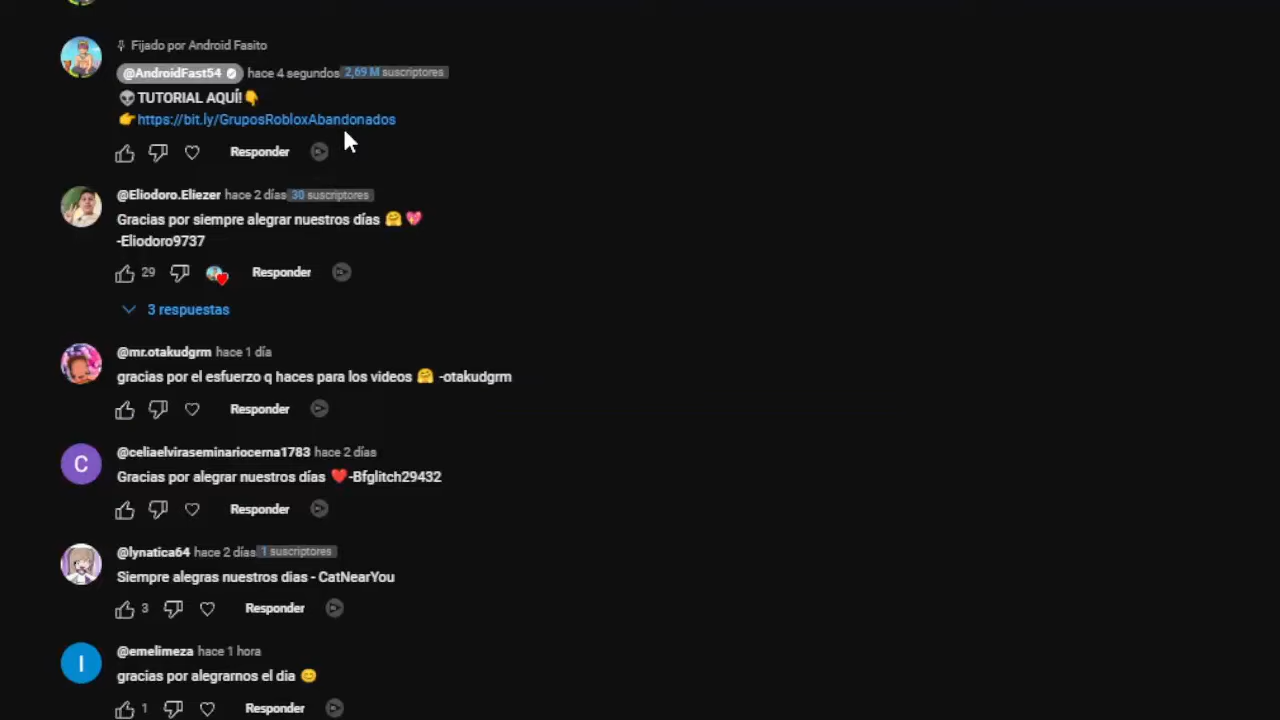 Fijado por Android Fasito
@AndroidFast54 hace 4 segundos 2,69 M suscriptores
👽TUTORIAL AQUÍ!👇
👉https://bit.ly/GruposRobloxAbandonados
Responder
@Eliodoro.Eliezer hace 2 días 30 suscriptores
Gracias por siempre alegrar nuestros días 🤗💖
-Eliodoro9737
29 Responder
3 respuestas
@mr.otakudgrm hace 1 día
gracias por el esfuerzo q haces para los videos 🤗 -otakudgrm
Responder
C
@celiaelviraseminariocerna1783 hace 2 días
Gracias por alegrar nuestros días ❤️-Bfglitch29432
Responder
@lynatica64 hace 2 días 1 suscriptores
Siempre alegras nuestros dias - CatNearYou
3 Responder
I
@emelimeza hace 1 hora
gracias por alegrarnos el dia 😊
1 Responder